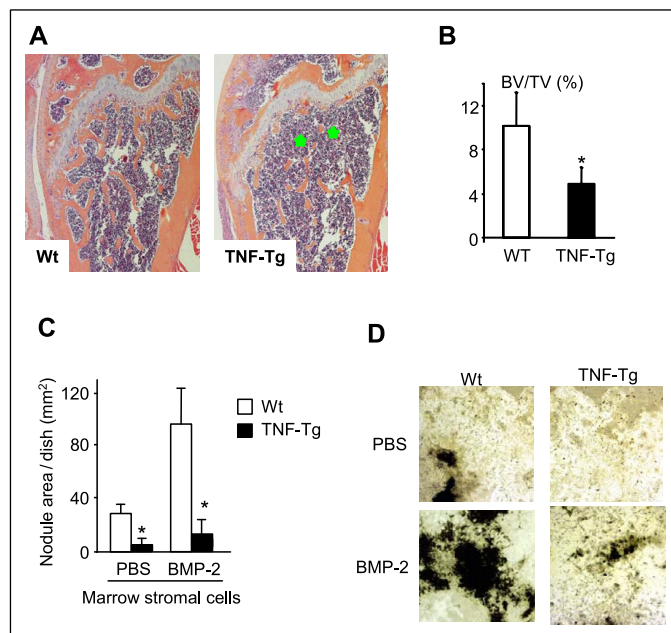 A
Wt
TNF-Tg
B
BV/TV (%)
12
8
4
0
*
WT
TNF-Tg
C
Nodule area / dish (mm²)
120
80
40
0
Wt
TNF-Tg
*
*
PBS
BMP-2
Marrow stromal cells
D
Wt
TNF-Tg
PBS
BMP-2